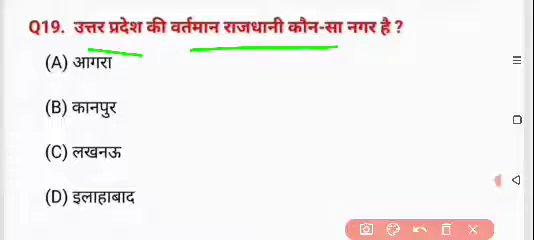 Q19. उत्तर प्रदेश की वर्तमान राजधानी कौन-सा नगर है ?
(A) आगरा
(B) कानपुर
(C) लखनऊ
(D) इलाहाबाद